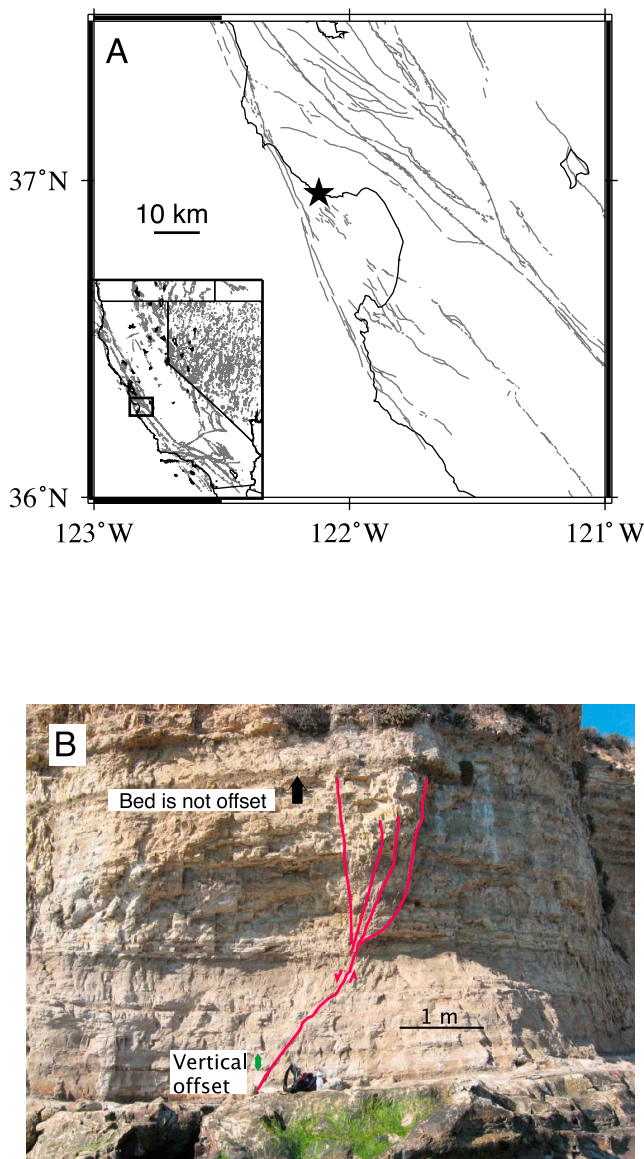 A
37°N
10 km
36°N
123°W
122°W
121°W
B
Bed is not offset
1 m
Vertical
offset